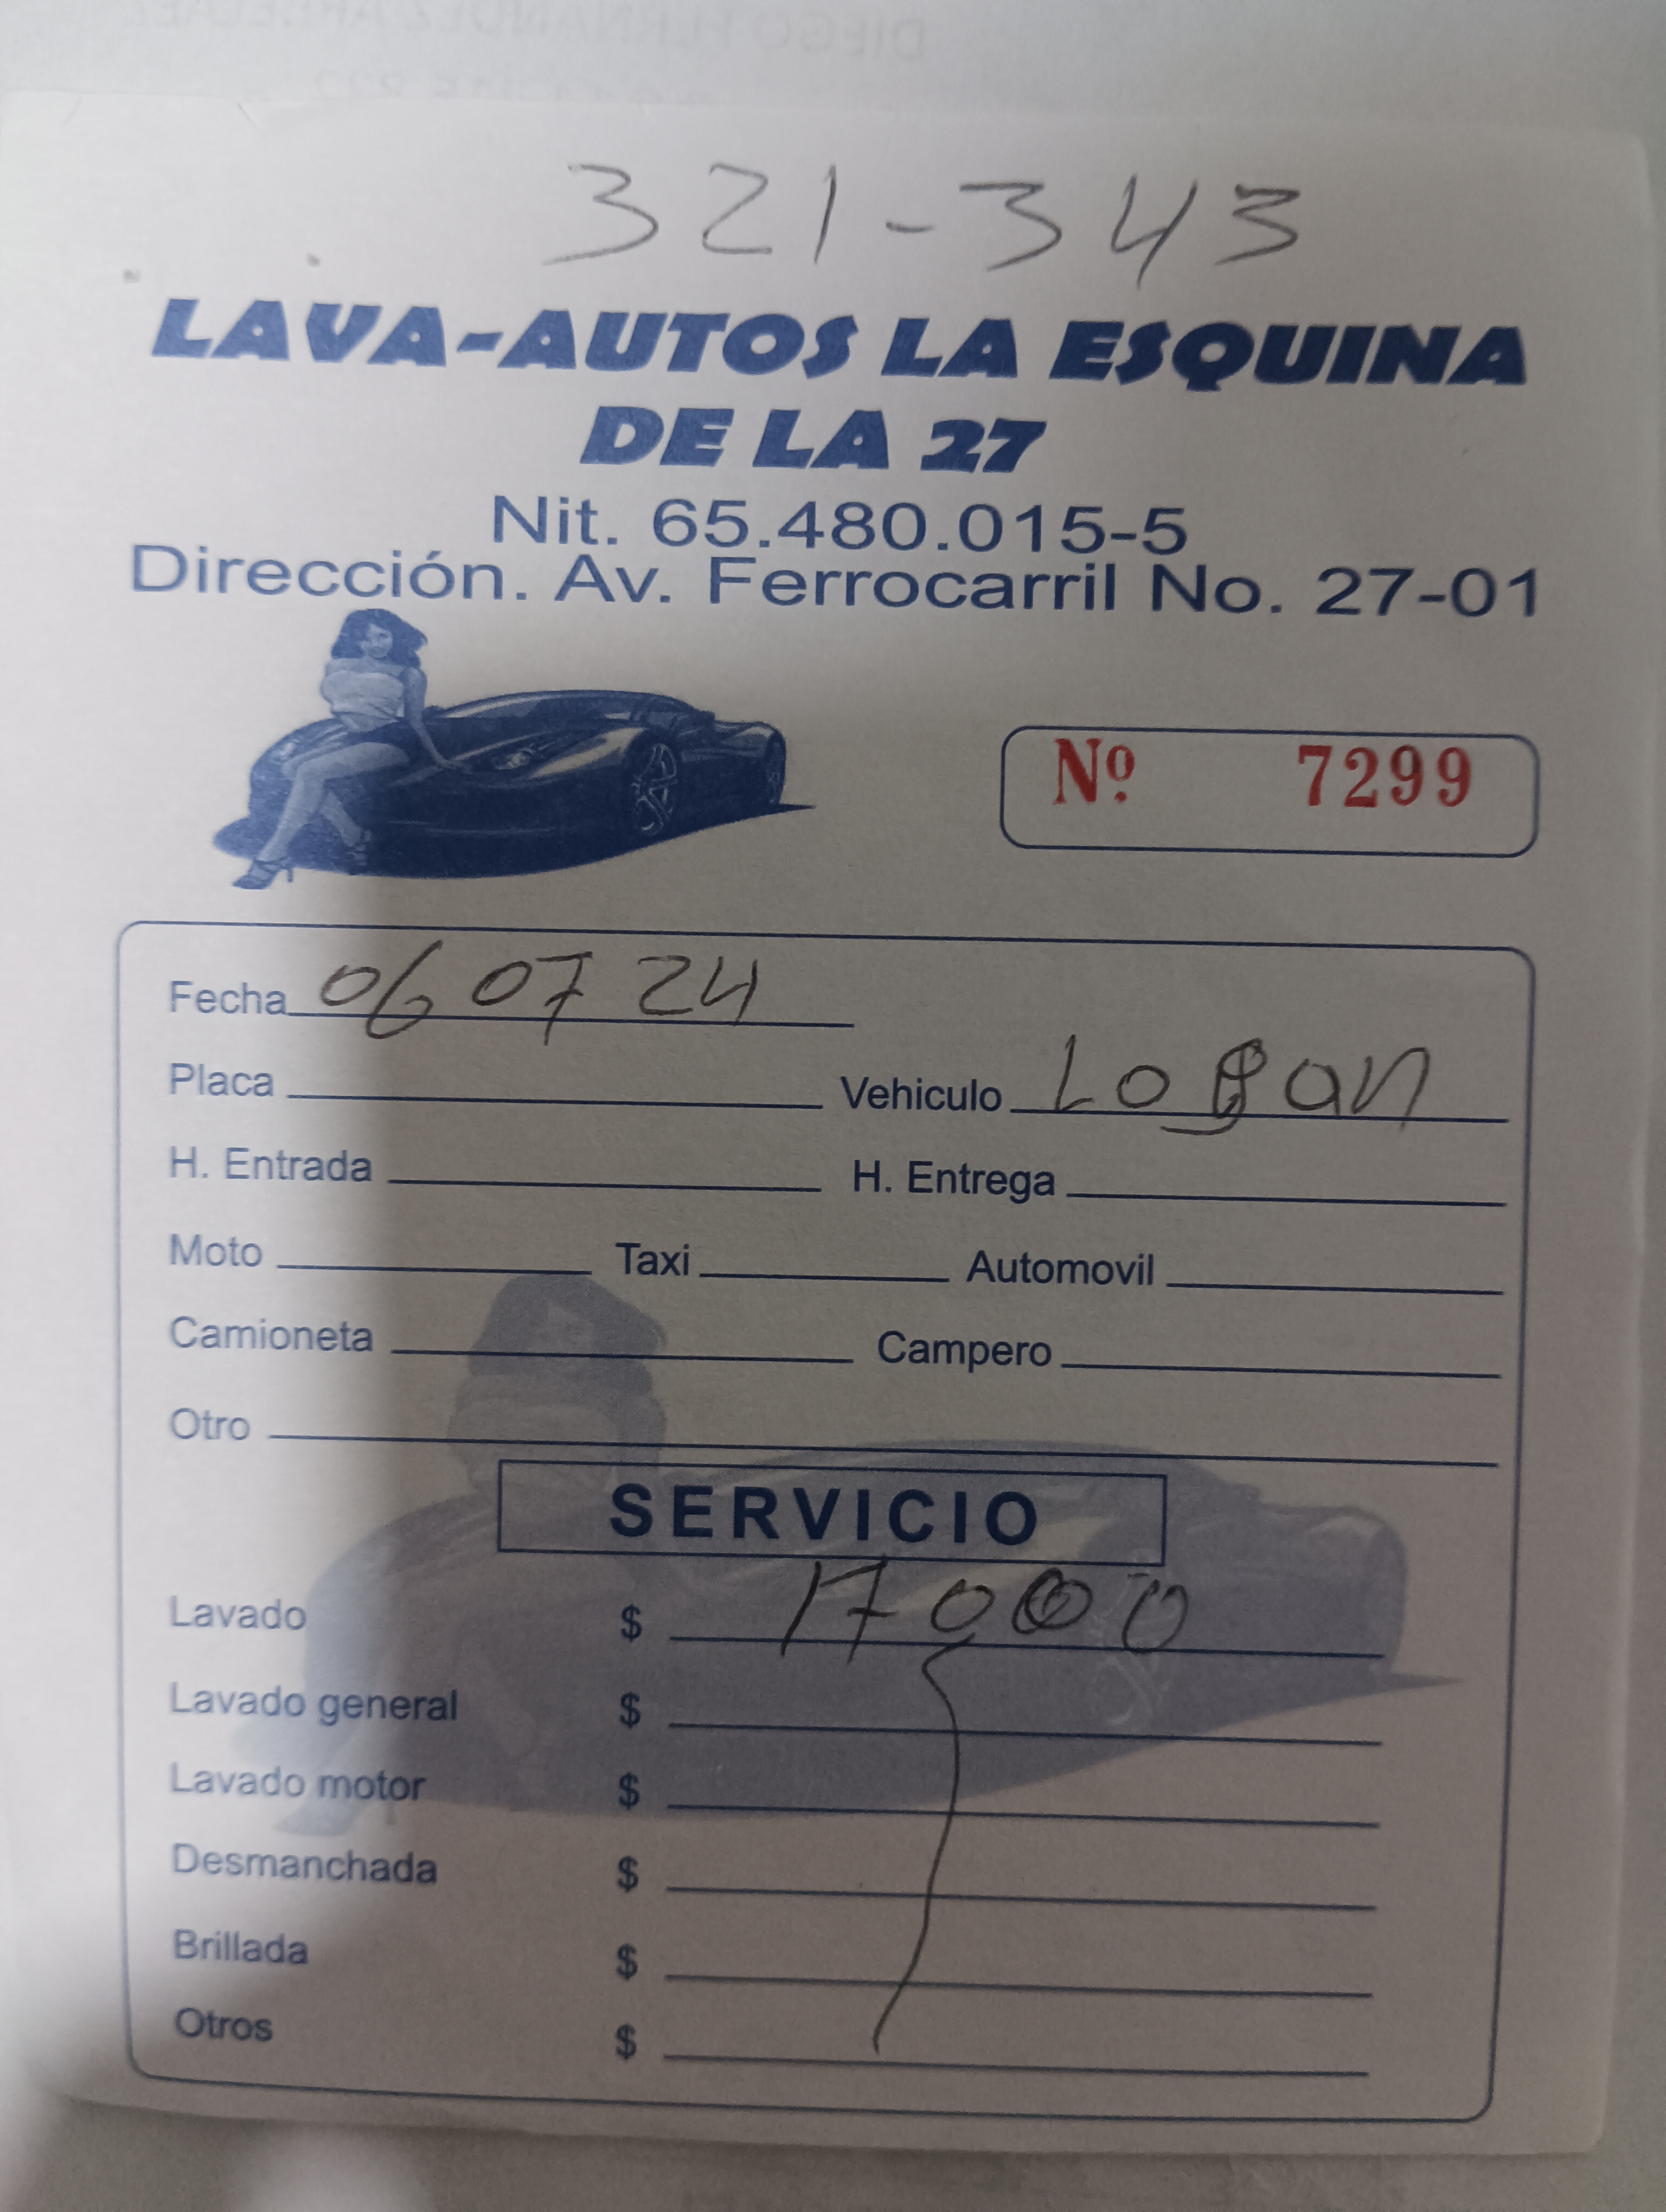 321-343
LAVA-AUTOS LA ESQUINA
DE LA 27
Nit. 65.480.015-5
Dirección. Av. Ferrocarril No. 27-01
Nº 7299
Fecha 06 07 24
Placa Vehiculo Logan
H. Entrada H. Entrega
Moto Taxi Automovil
Camioneta Campero
Otro
SERVICIO
Lavado $ 17000
Lavado general $
Lavado motor $
Desmanchada $
Brillada $
Otros $